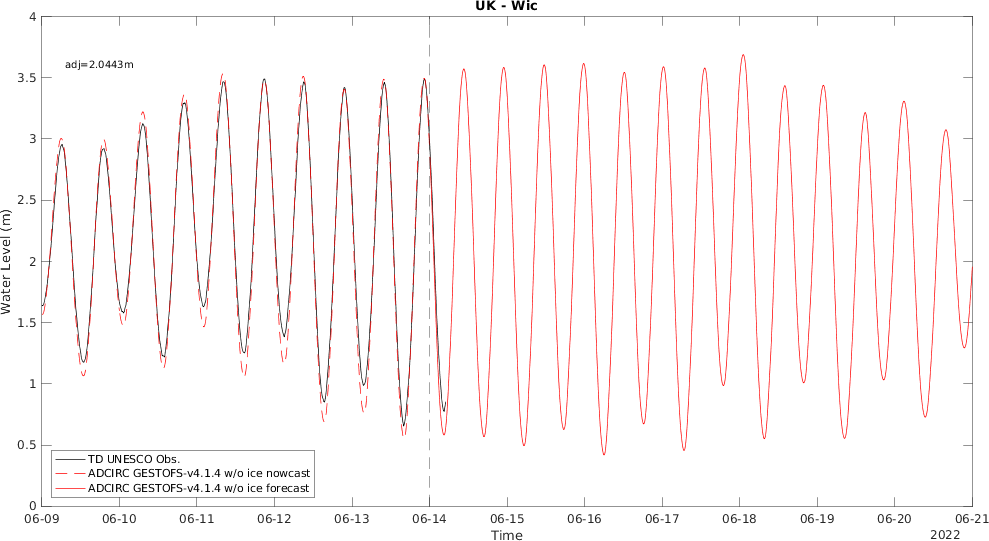 UK - Wic
adj=2.0443m
Water Level (m)
4
3.5
3
2.5
2
1.5
1
0.5
0
TD UNESCO Obs.
ADCIRC GESTOFS-v4.1.4 w/o ice nowcast
ADCIRC GESTOFS-v4.1.4 w/o ice forecast
06-09 06-10 06-11 06-12 06-13 06-14 06-15 06-16 06-17 06-18 06-19 06-20 06-21
Time
2022